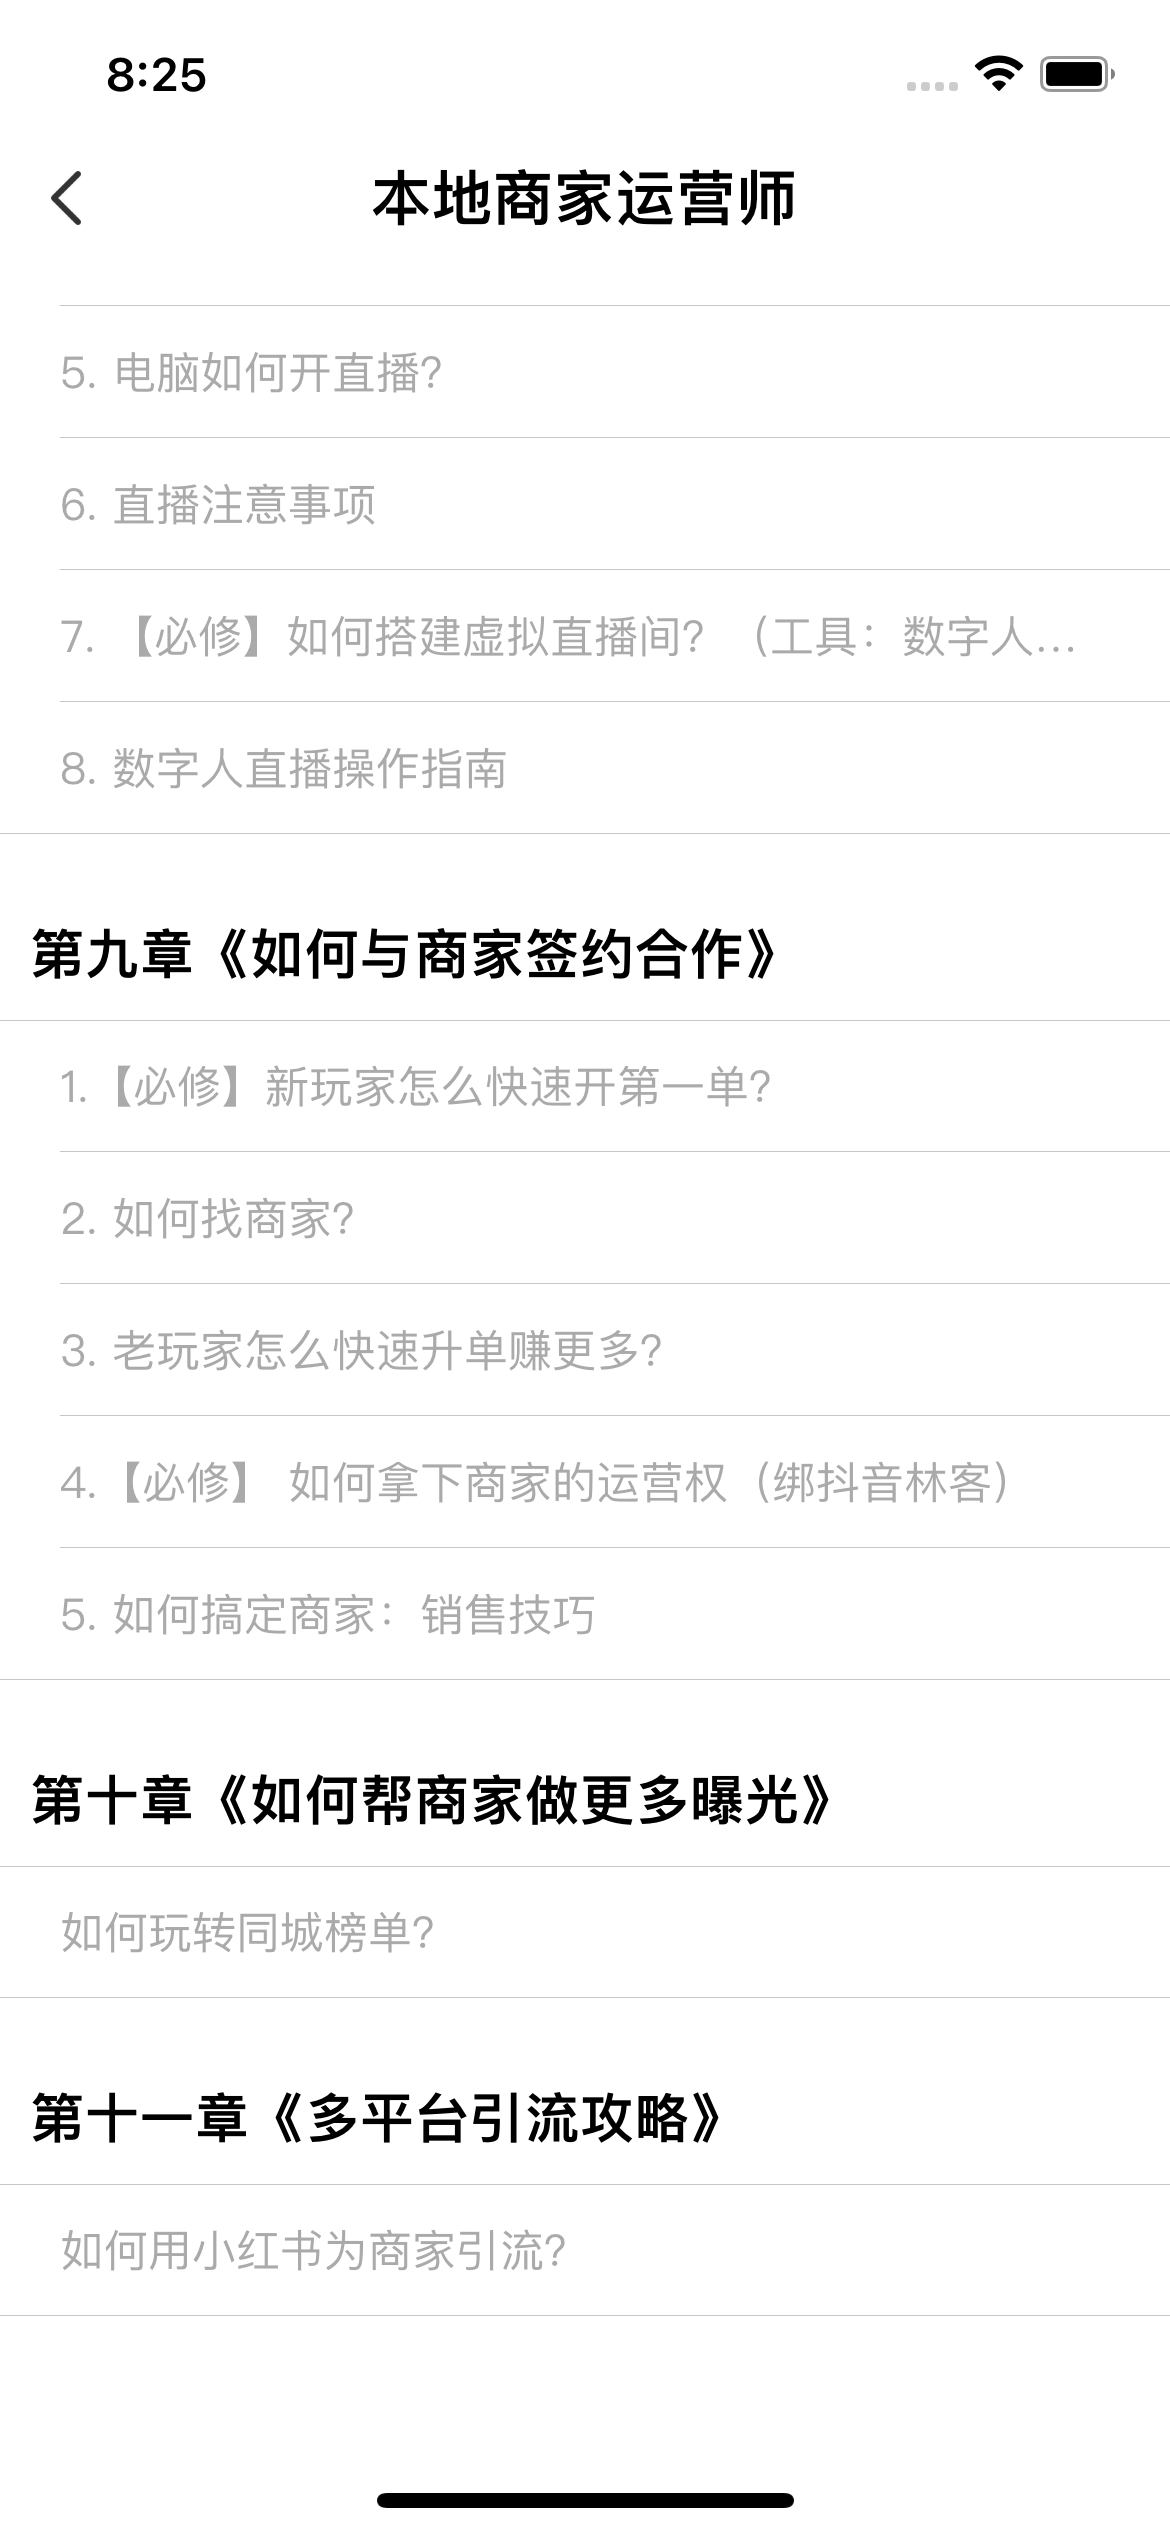 8:25
本地商家运营师
5. 电脑如何开直播?
6. 直播注意事项
7. 【必修】如何搭建虚拟直播间? （工具：数字人...
8. 数字人直播操作指南
第九章《如何与商家签约合作》
1.【必修】新玩家怎么快速开第一单?
2. 如何找商家?
3. 老玩家怎么快速升单赚更多?
4.【必修】 如何拿下商家的运营权（绑抖音林客）
5. 如何搞定商家：销售技巧
第十章《如何帮商家做更多曝光》
如何玩转同城榜单?
第十一章《多平台引流攻略》
如何用小红书为商家引流?